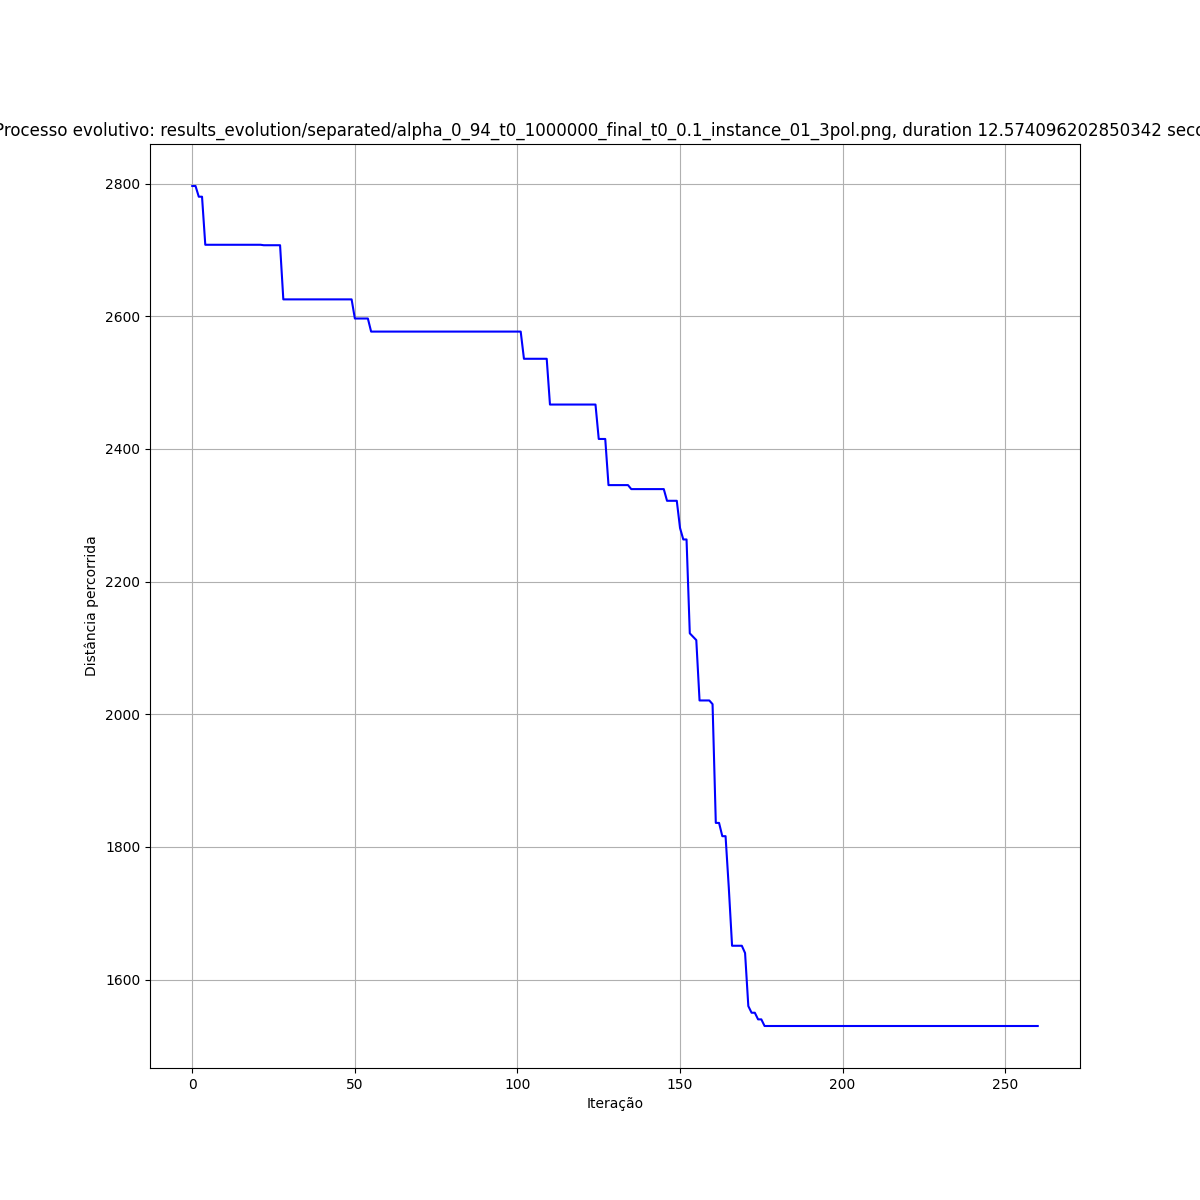 Processo evolutivo: results_evolution/separated/alpha_0_94_t0_1000000_final_t0_0.1_instance_01_3pol.png, duration 12.574096202850342
2800
2600
2400
2200
2000
1800
1600
Distância percorrida
0 50 100 150 200 250
Iteração